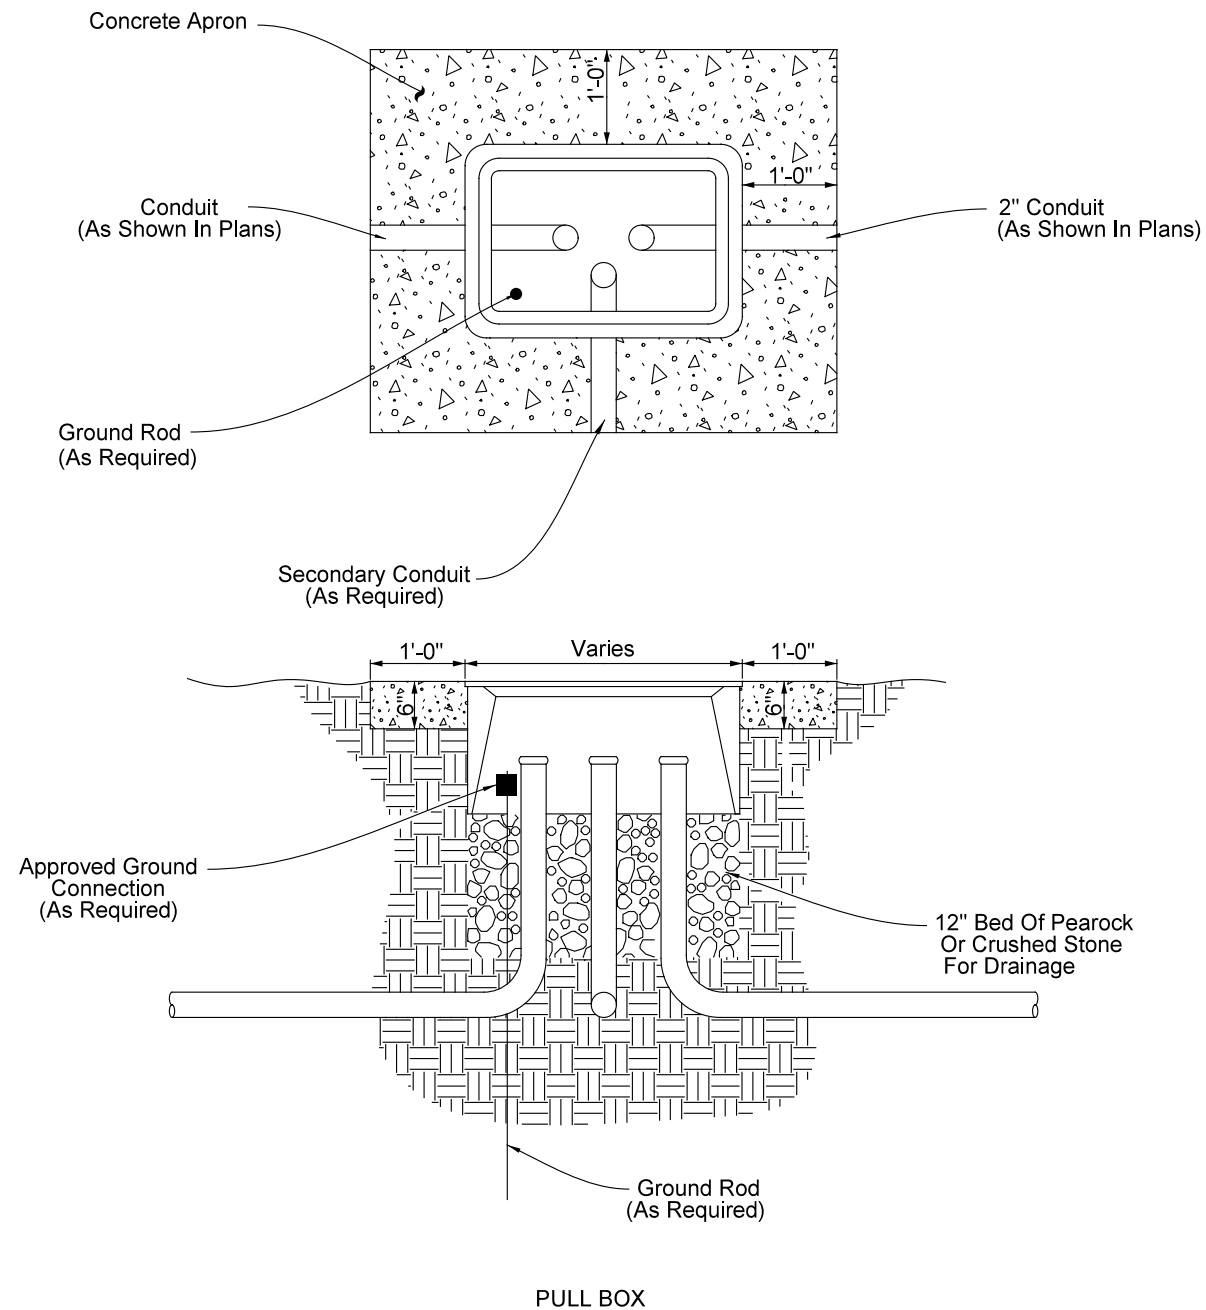 Concrete Apron
1'-0"
1'-0"
Conduit
(As Shown In Plans)
2" Conduit
(As Shown In Plans)
Ground Rod
(As Required)
Secondary Conduit
(As Required)
1'-0"
Varies
1'-0"
6"
6"
Approved Ground
Connection
(As Required)
12" Bed Of Pearock
Or Crushed Stone
For Drainage
Ground Rod
(As Required)
PULL BOX